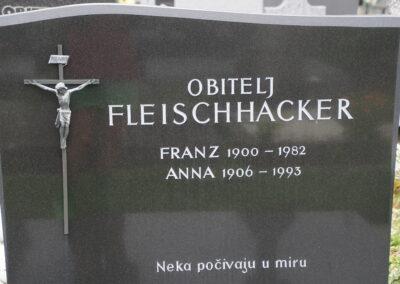 OBITELJ
FLEISCHHACKER
FRANZ 1900 – 1982
ANNA 1906 – 1993
Neka počivaju u miru